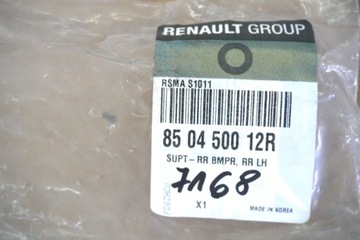 RENAULT GROUP
RSMA S1011
85 04 500 12R
SUPT-RR BMPR, RR LH
7168
X1
MADE IN KOREA